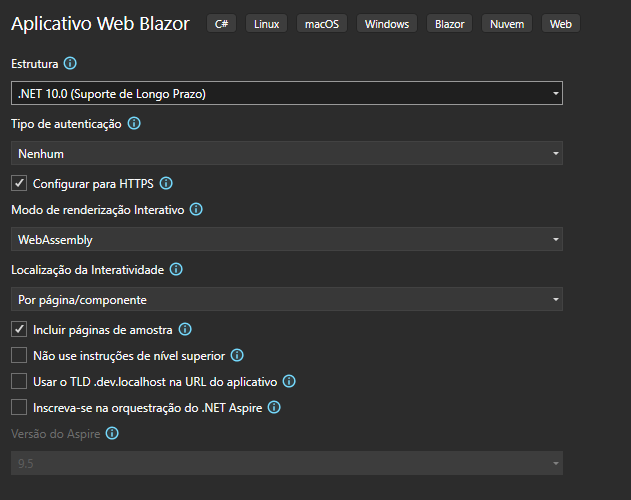 Aplicativo Web Blazor C# Linux macOS Windows Blazor Nuvem Web
Estrutura
.NET 10.0 (Suporte de Longo Prazo)
Tipo de autenticação
Nenhum
Configurar para HTTPS
Modo de renderização Interativo
WebAssembly
Localização da Interatividade
Por página/componente
Incluir páginas de amostra
Não use instruções de nível superior
Usar o TLD .dev.localhost na URL do aplicativo
Inscreva-se na orquestração do .NET Aspire
Versão do Aspire
9.5